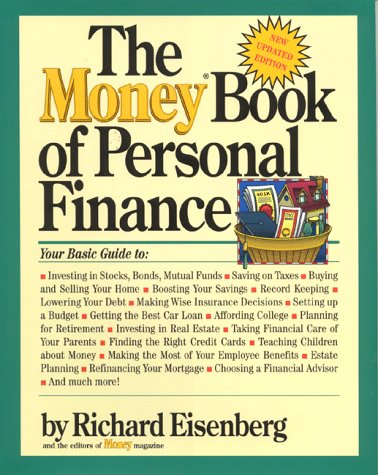 The
Money® Book
of Personal
Finance
NEW
UPDATED
EDITION
Your Basic Guide to:
■ Investing in Stocks, Bonds, Mutual Funds ■ Saving on Taxes ■ Buying
and Selling Your Home ■ Boosting Your Savings ■ Record Keeping ■
Lowering Your Debt ■ Making Wise Insurance Decisions ■ Setting up
a Budget ■ Getting the Best Car Loan ■ Affording College ■ Planning
for Retirement ■ Investing in Real Estate ■ Taking Financial Care of
Your Parents ■ Finding the Right Credit Cards ■ Teaching Children
about Money ■ Making the Most of Your Employee Benefits ■ Estate
Planning ■ Refinancing Your Mortgage ■ Choosing a Financial Advisor
■ And much more!
by Richard Eisenberg
and the editors of Money magazine